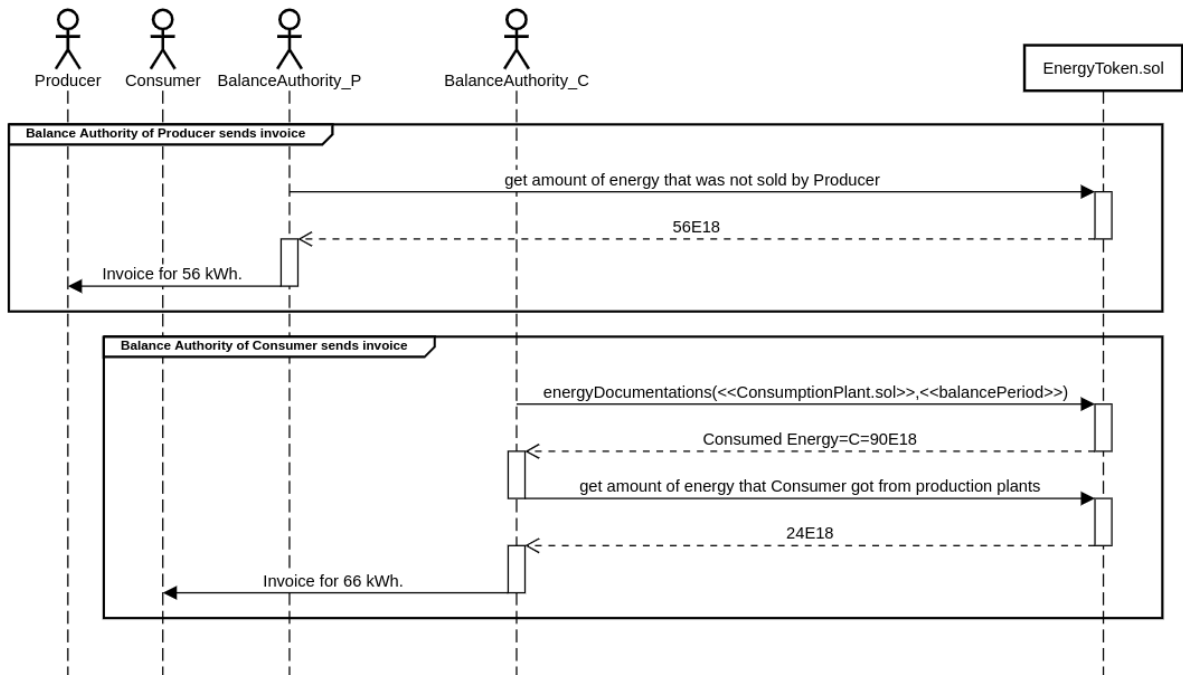 Producer
Consumer
BalanceAuthority_P
BalanceAuthority_C
EnergyToken.sol
Balance Authority of Producer sends invoice
get amount of energy that was not sold by Producer
56E18
Invoice for 56 kWh.
Balance Authority of Consumer sends invoice
energyDocumentations(<<ConsumptionPlant.sol>>,<<balancePeriod>>)
Consumed Energy=C=90E18
get amount of energy that Consumer got from production plants
24E18
Invoice for 66 kWh.